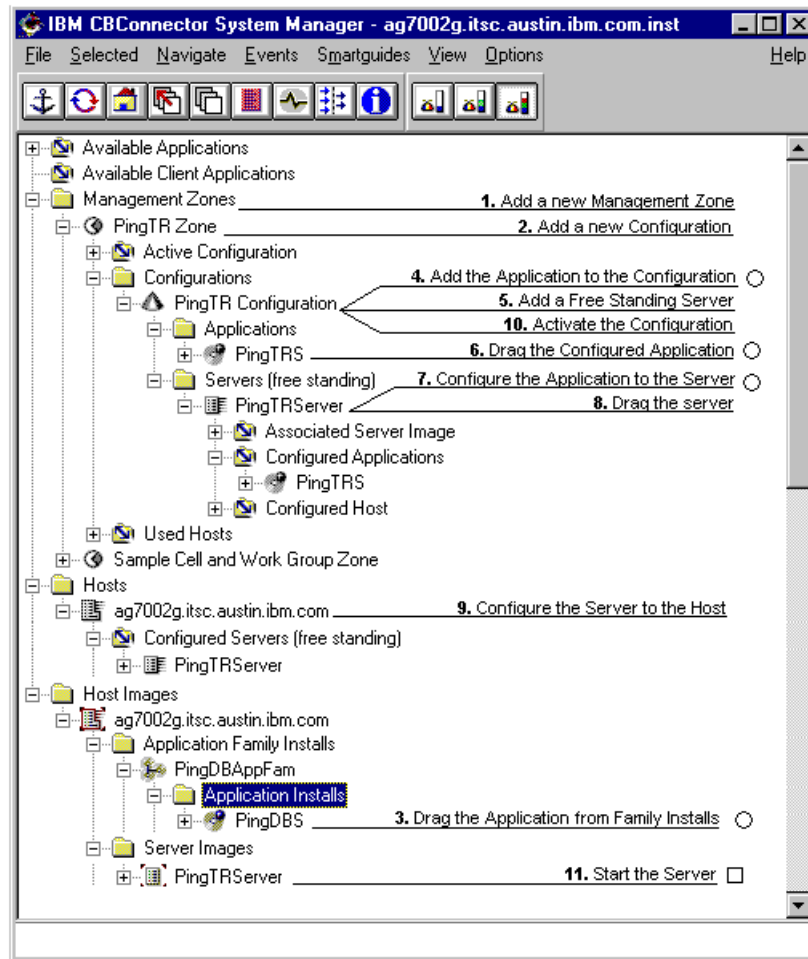 IBM CBConnector System Manager - ag7002g.itsc.austin.ibm.com.inst
File Selected Navigate Events Smartguides View Options Help
Available Applications
Available Client Applications
Management Zones 1. Add a new Management Zone
PingTR Zone 2. Add a new Configuration
Active Configuration
Configurations 4. Add the Application to the Configuration
PingTR Configuration 5. Add a Free Standing Server
Applications 10. Activate the Configuration
PingTRS 6. Drag the Configured Application
Servers (free standing) 7. Configure the Application to the Server
PingTRServer 8. Drag the server
Associated Server Image
Configured Applications
PingTRS
Configured Host
Used Hosts
Sample Cell and Work Group Zone
Hosts
ag7002g.itsc.austin.ibm.com 9. Configure the Server to the Host
Configured Servers (free standing)
PingTRServer
Host Images
ag7002g.itsc.austin.ibm.com
Application Family Installs
PingDBAppFam
Application Installs
PingDBS 3. Drag the Application from Family Installs
Server Images
PingTRServer 11. Start the Server